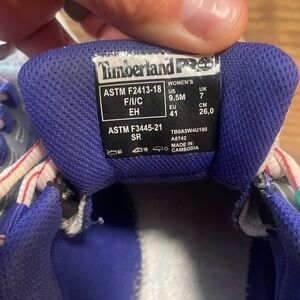 Timberland PRO
ASTM F2413-18
F/I/C
EH
ASTM F3445-21
SR
WOMEN'S
US UK
9.5M 7
EU CM
41 26,0
TB0A5W4U100
A8742
MADE IN:
CAMBODIA